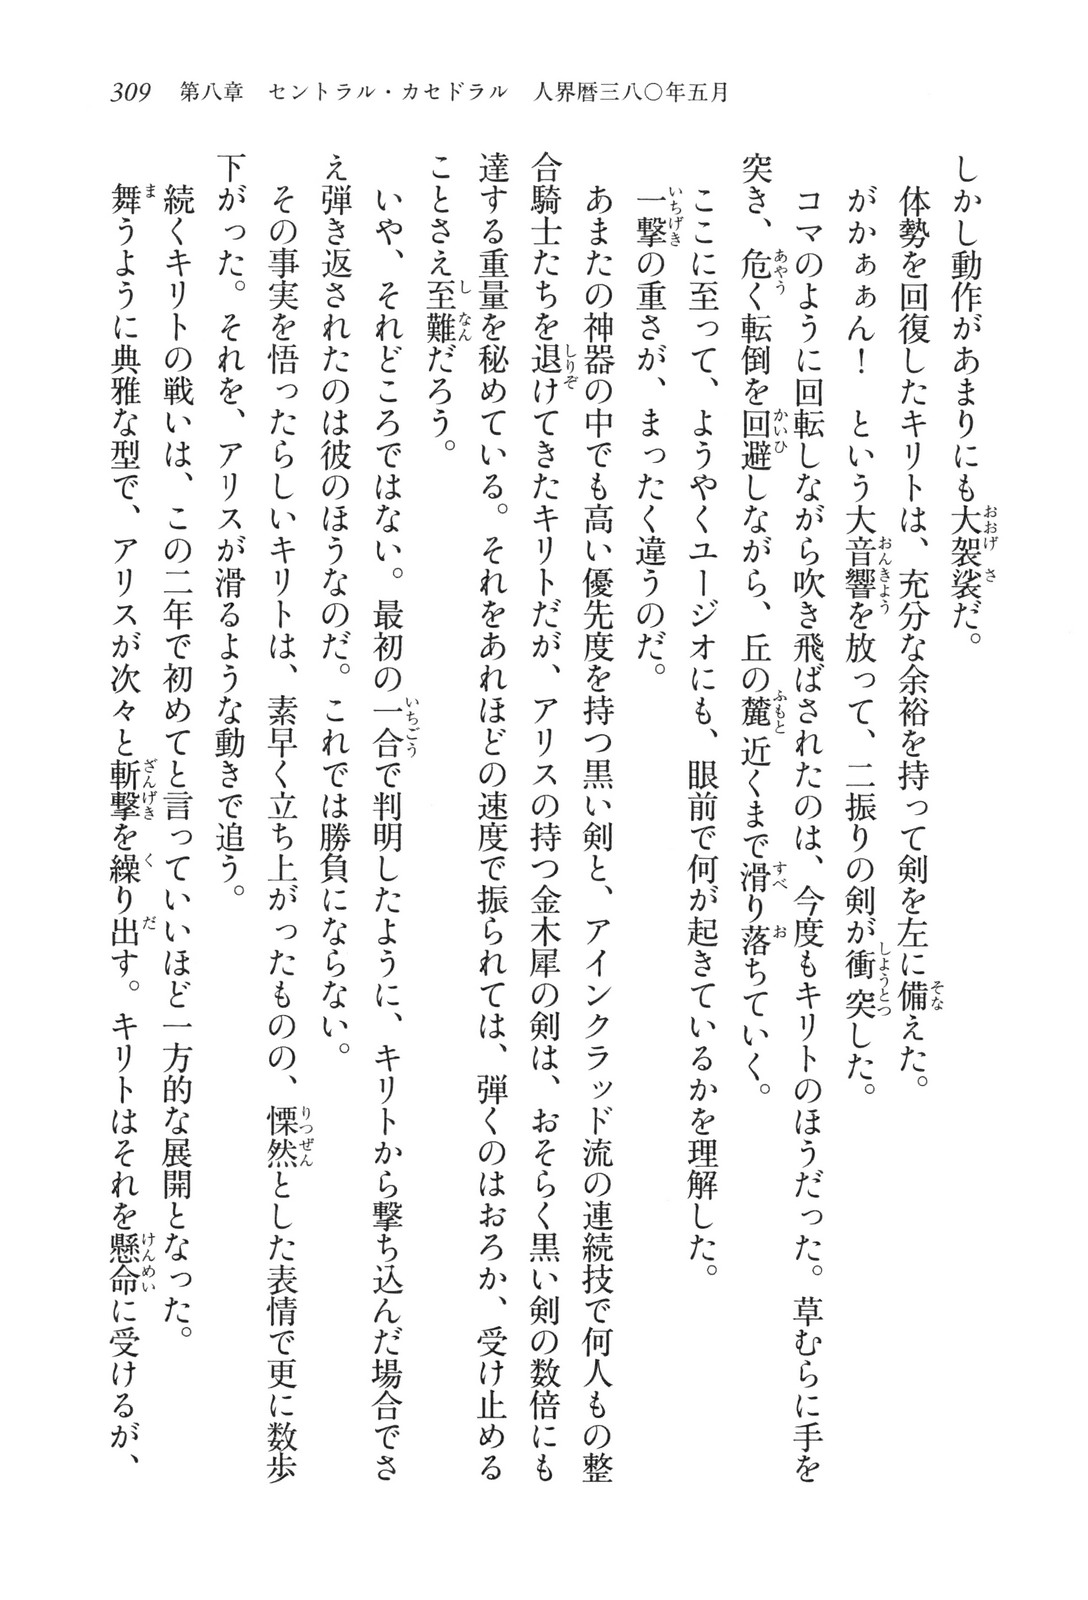 309 第八章 セントラル・カセドラル 人界暦三八〇年五月
しかし動作があまりにも大袈裟だ。
体勢を回復したキリトは、充分な余裕を持って剣を左に備えた。
がかぁぁん！ という大音響を放って、二振りの剣が衝突した。
コマのように回転しながら吹き飛ばされたのは、今度もキリトのほうだった。草むらに手を
突き、危く転倒を回避しながら、丘の麓近くまで滑り落ちていく。
ここに至って、ようやくユージオにも、眼前で何が起きているかを理解した。
一撃の重さが、まったく違うのだ。
あまたの神器の中でも高い優先度を持つ黒い剣と、アインクラッド流の連続技で何人もの整
合騎士たちを退けてきたキリトだが、アリスの持つ金木犀の剣は、おそらく黒い剣の数倍にも
達する重量を秘めている。それをあれほどの速度で振られては、弾くのはおろか、受け止める
ことさえ至難だろう。
いや、それどころではない。最初の一合で判明したように、キリトから撃ち込んだ場合でさ
え弾き返されたのは彼のほうなのだ。これでは勝負にならない。
その事実を悟ったらしいキリトは、素早く立ち上がったものの、慄然とした表情で更に数歩
下がった。それを、アリスが滑るような動きで追う。
続くキリトの戦いは、この二年で初めてと言っていいほど一方的な展開となった。
舞うように典雅な型で、アリスが次々と斬撃を繰り出す。キリトはそれを懸命に受けるが、